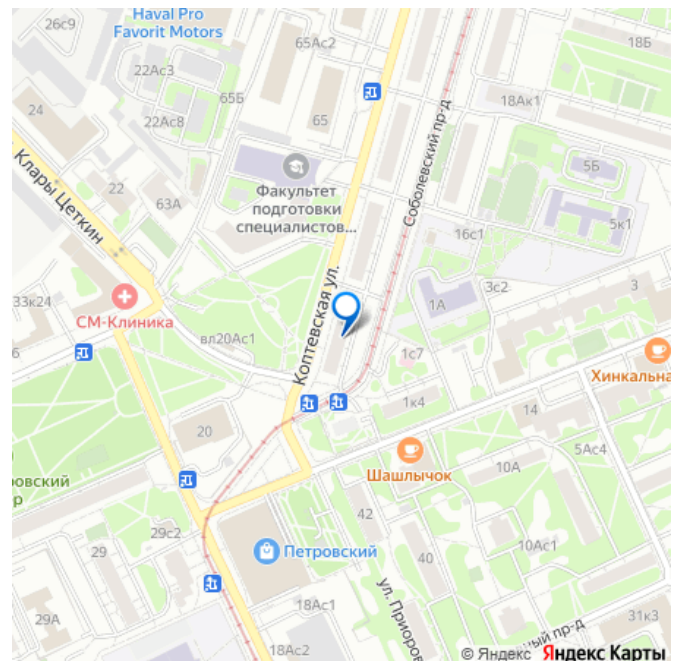 26с9
Haval Pro
Favorit Motors
65Ас2
18Б
22Ас3
65Б
18Ак1
24
22Ас8
65
Соболевский пр-д
5Б
Клары Цеткин
22
Факультет
подготовки
специалистов...
63А
5к1
16с1
Коптевская ул.
3с2
3
33к24
1А
СМ-Клиника
вл20Ас1
6
1с7
Хинкальна
1к4
14
20
5Ас4
Шашлычок
10А
ровский
р
42
29с2
10Ас1
29
Петровский
40
ул. Приоров
29А
18Ас1
31к3
ный пр-д
18Ас2
© Яндекс Яндекс Карты